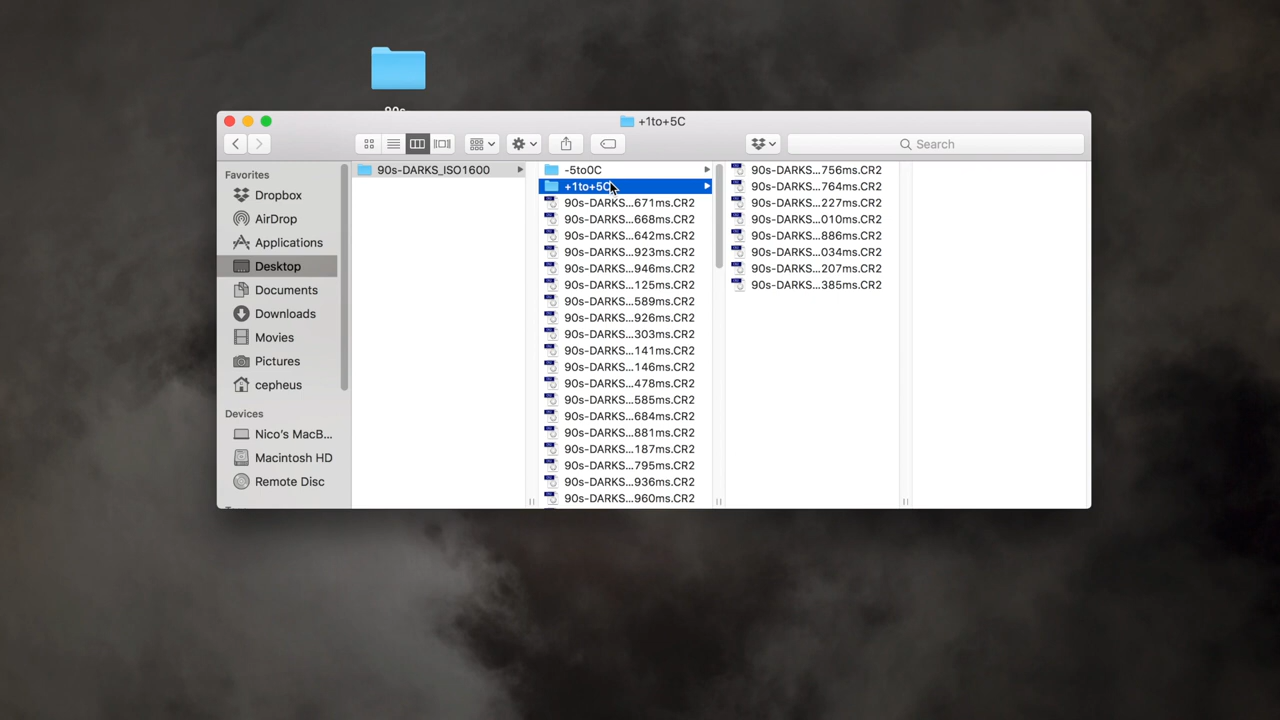 90s-
+1to+5C
Search
Favorites
Dropbox
AirDrop
Applications
Desktop
Documents
Downloads
Movies
Pictures
cepheus
Devices
Nico's MacB...
Macintosh HD
Remote Disc
90s-DARKS_ISO1600
-5to0C
+1to+5C
90s-DARKS...671ms.CR2
90s-DARKS...668ms.CR2
90s-DARKS...642ms.CR2
90s-DARKS...923ms.CR2
90s-DARKS...946ms.CR2
90s-DARKS...125ms.CR2
90s-DARKS...589ms.CR2
90s-DARKS...926ms.CR2
90s-DARKS...303ms.CR2
90s-DARKS...141ms.CR2
90s-DARKS...146ms.CR2
90s-DARKS...478ms.CR2
90s-DARKS...585ms.CR2
90s-DARKS...684ms.CR2
90s-DARKS...881ms.CR2
90s-DARKS...187ms.CR2
90s-DARKS...795ms.CR2
90s-DARKS...936ms.CR2
90s-DARKS...960ms.CR2
90s-DARKS...756ms.CR2
90s-DARKS...764ms.CR2
90s-DARKS...227ms.CR2
90s-DARKS...010ms.CR2
90s-DARKS...886ms.CR2
90s-DARKS...034ms.CR2
90s-DARKS...207ms.CR2
90s-DARKS...385ms.CR2